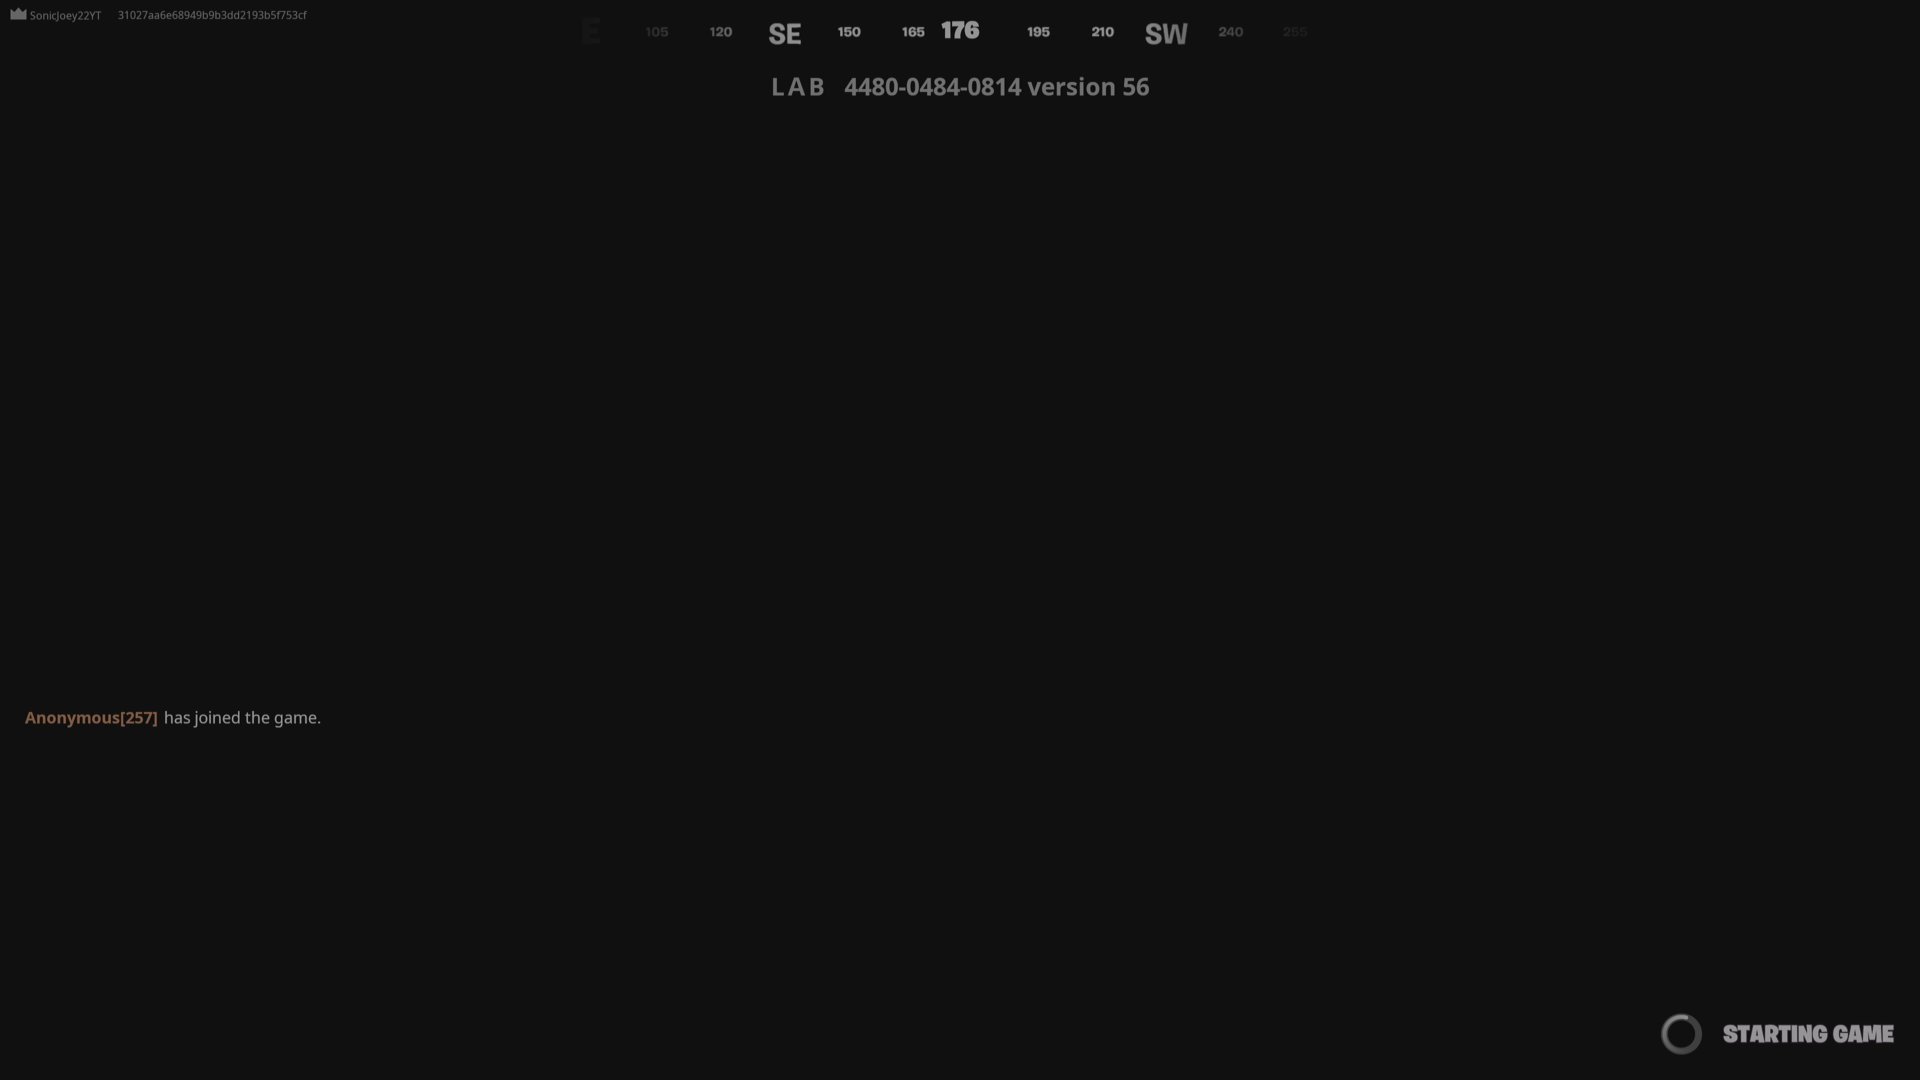 SonicJoey22YT 31027aa6e68949b9b3dd2193b5f753cf
E 105 120 SE 150 165 176 195 210 SW 240 255
LAB 4480-0484-0814 version 56
Anonymous[257] has joined the game.
STARTING GAME